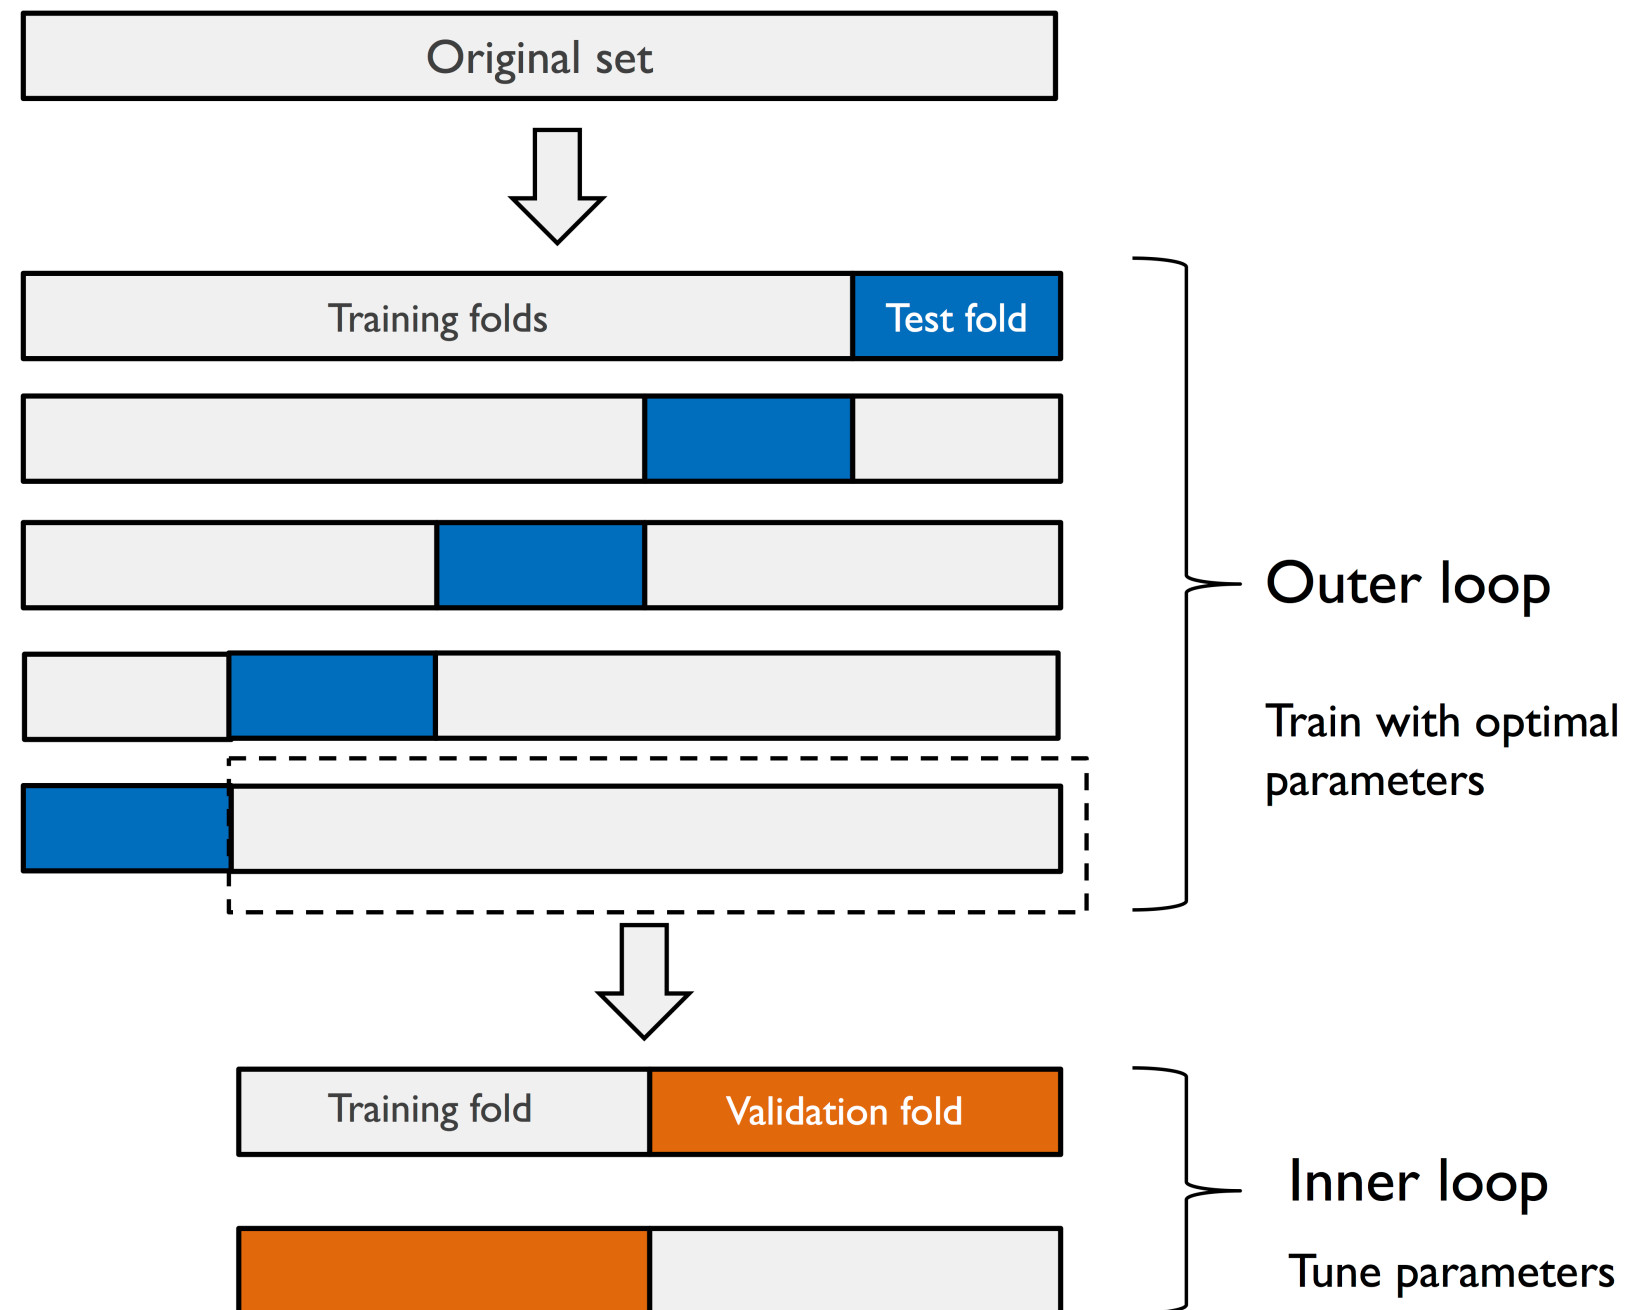 Original set
Training folds
Test fold
Outer loop
Train with optimal
parameters
Training fold
Validation fold
Inner loop
Tune parameters